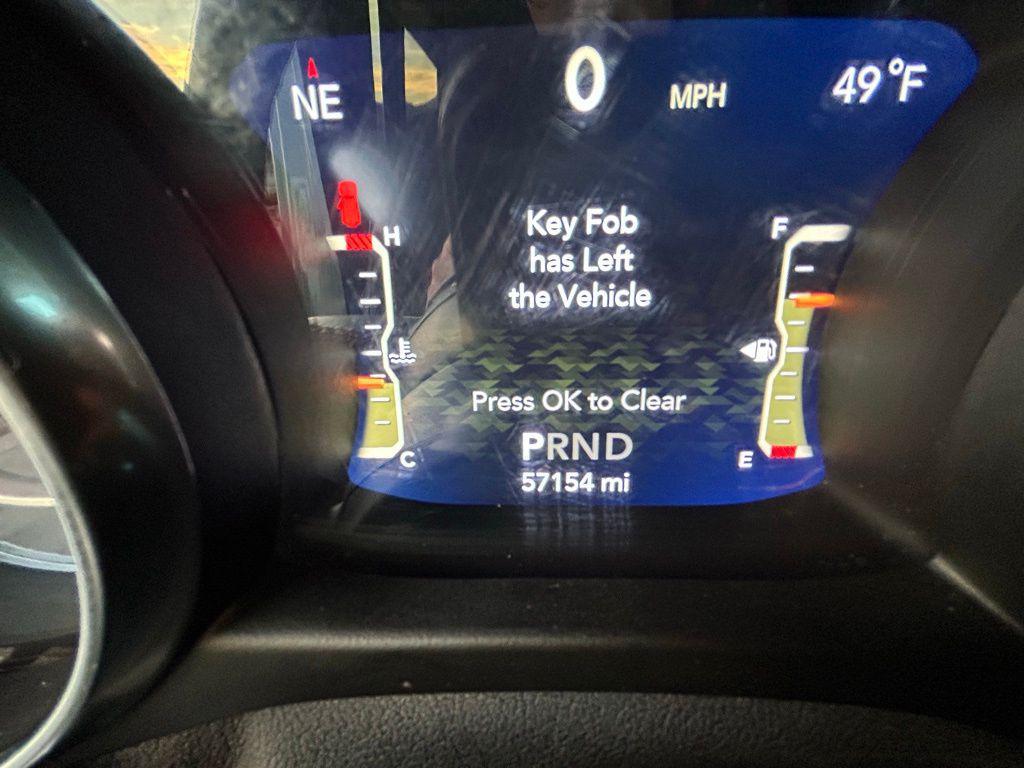 NE
0 MPH
49°F
H
F
Key Fob
has Left
the Vehicle
Press OK to Clear
C
E
PRND
57154 mi